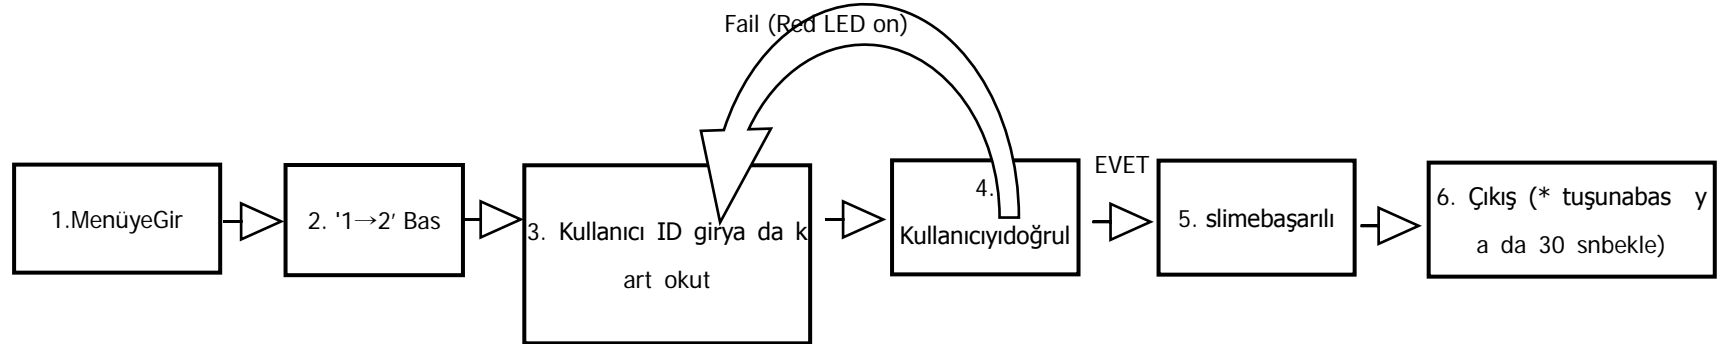 Fail (Red LED on)
1.MenüyeGir
2. '1→2' Bas
3. Kullanıcı ID girya da k
art okut
4.
Kullanıcıyıdoğrul
EVET
5. slimebaşarılı
6. Çıkış (* tuşunabas y
a da 30 snbekle)